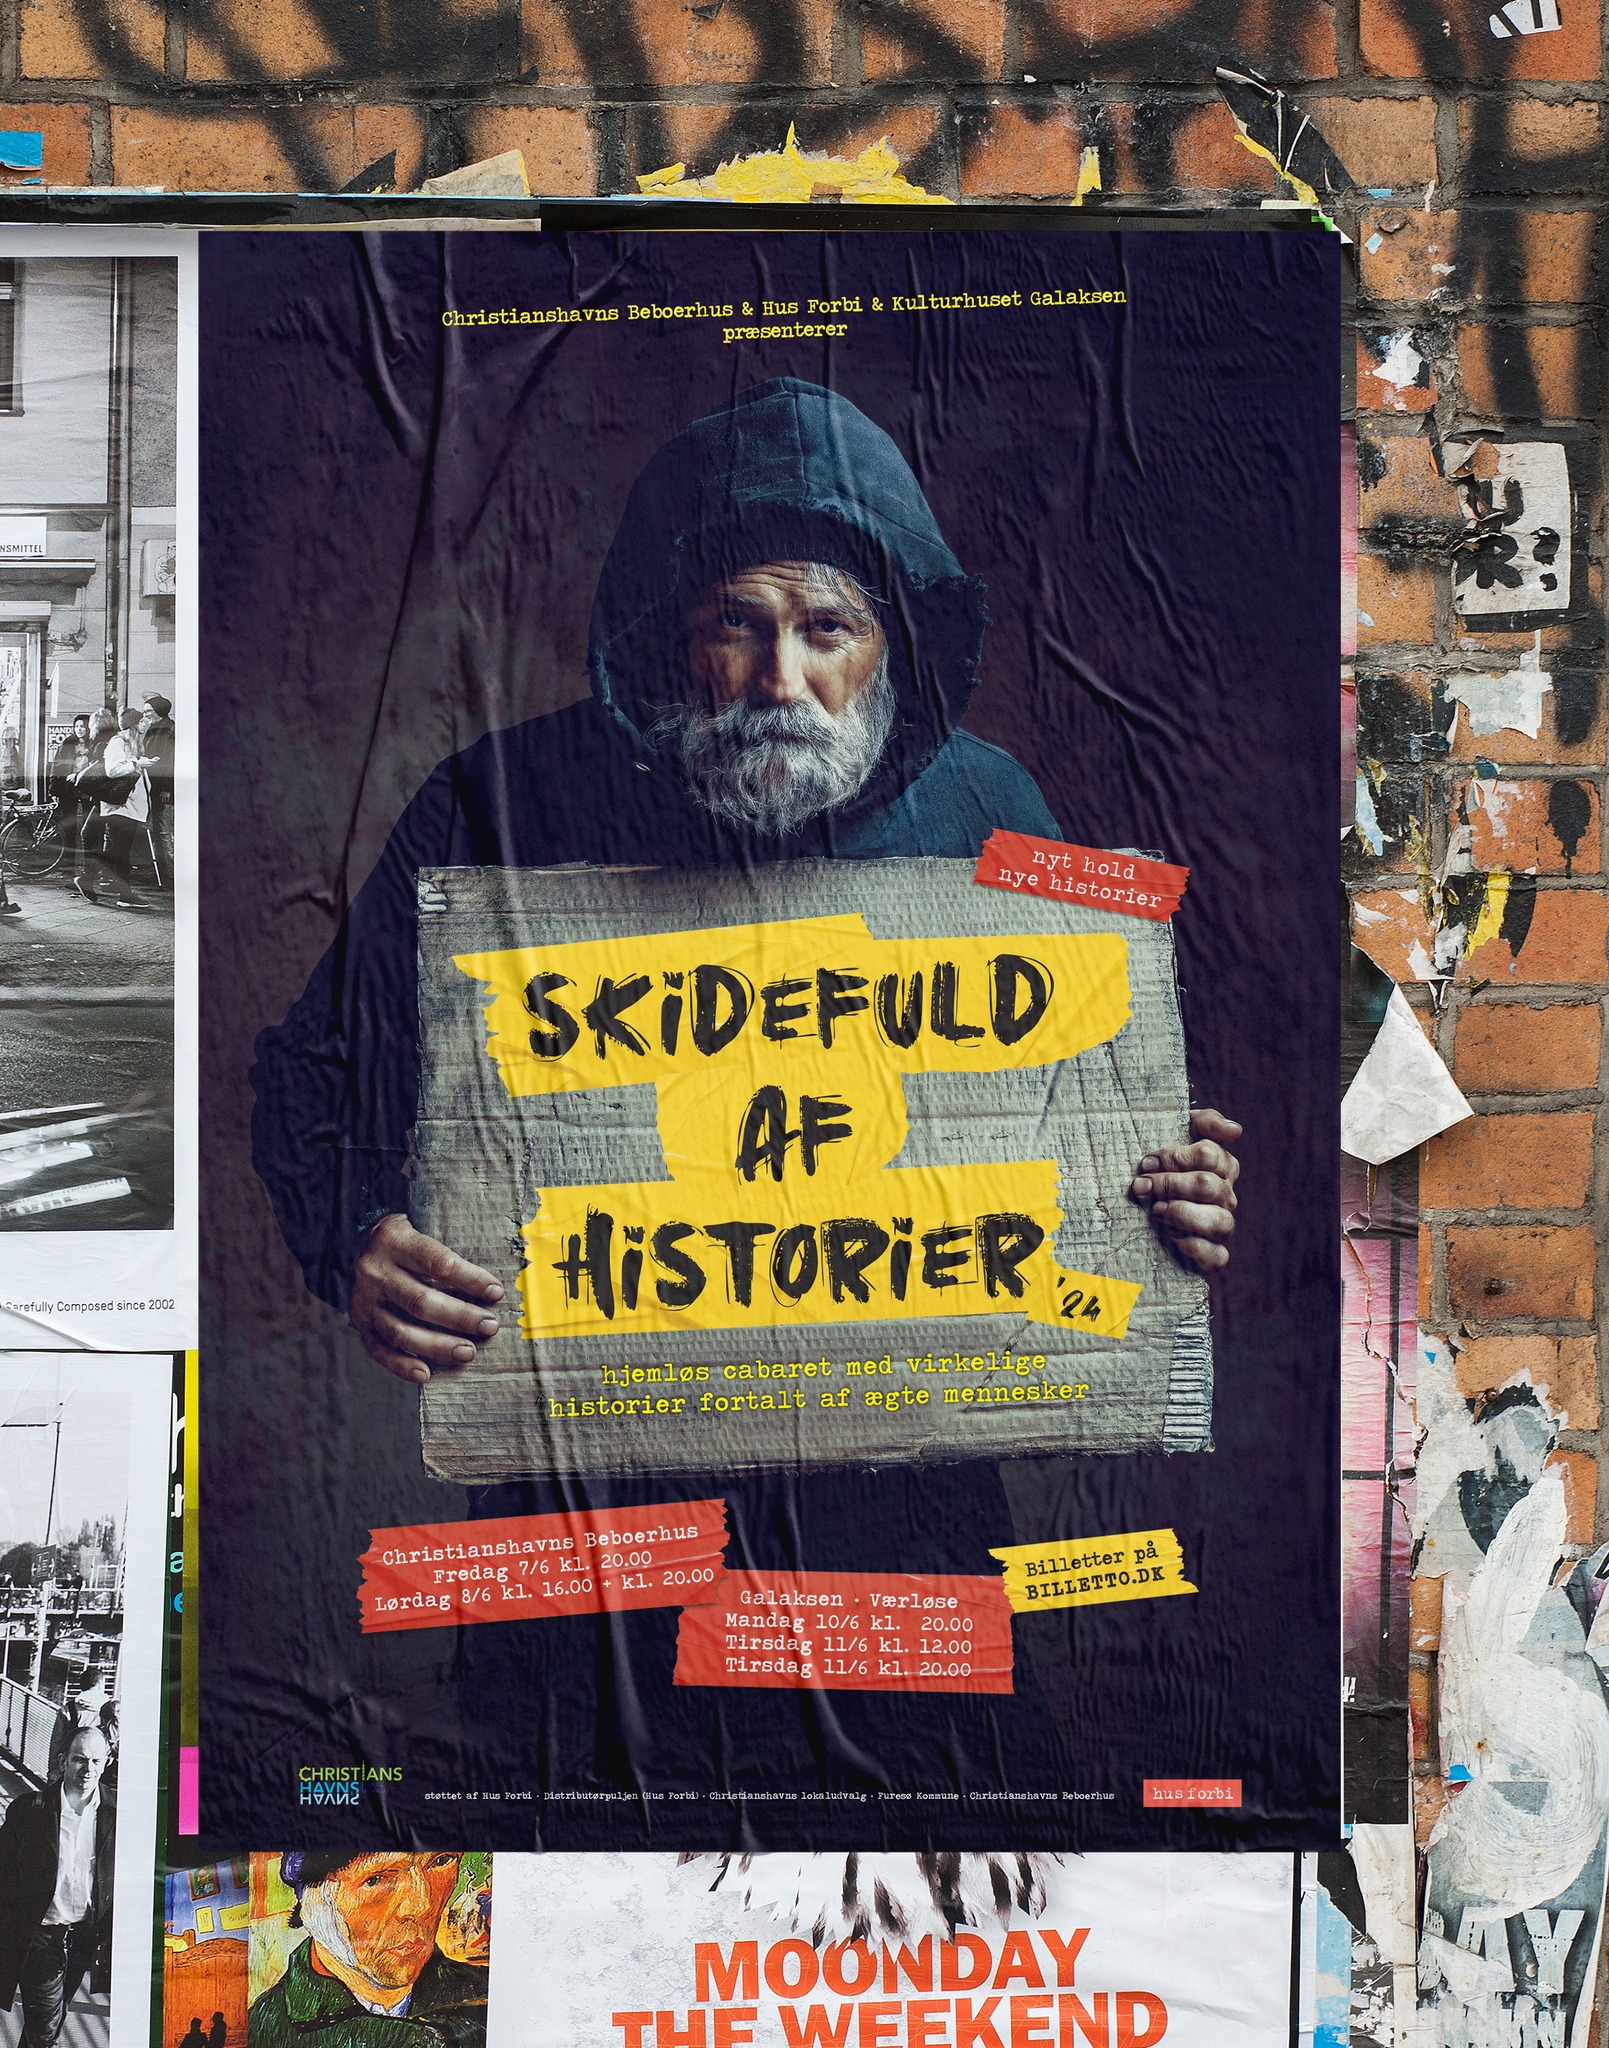 Christianshavns Beboerhus & Hus Forbi & Kulturhuset Galaksen
præsenterer
nyt hold
nye historier
SKIDEFULD
AF
HISTORIER
'24
hjemløs cabaret med virkelige
historier fortalt af ægte mennesker
Christianshavns Beboerhus
Fredag 7/6 kl. 20.00
Lørdag 8/6 kl. 16.00 + kl. 20.00
Galaksen · Værløse
Mandag 10/6 kl. 20.00
Tirsdag 11/6 kl. 12.00
Tirsdag 11/6 kl. 20.00
Billetter på
BILLETTO.DK
CHRISTIANS
HAVNS
støttet af Hus Forbi · Distributørpuljen (Hus Forbi) · Christianshavns lokaludvalg · Furesø Kommune · Christianshavns Beboerhus
hus forbi
NSMITTEL
Carefully Composed since 2002
MOONDAY
THE WEEKEND
AY